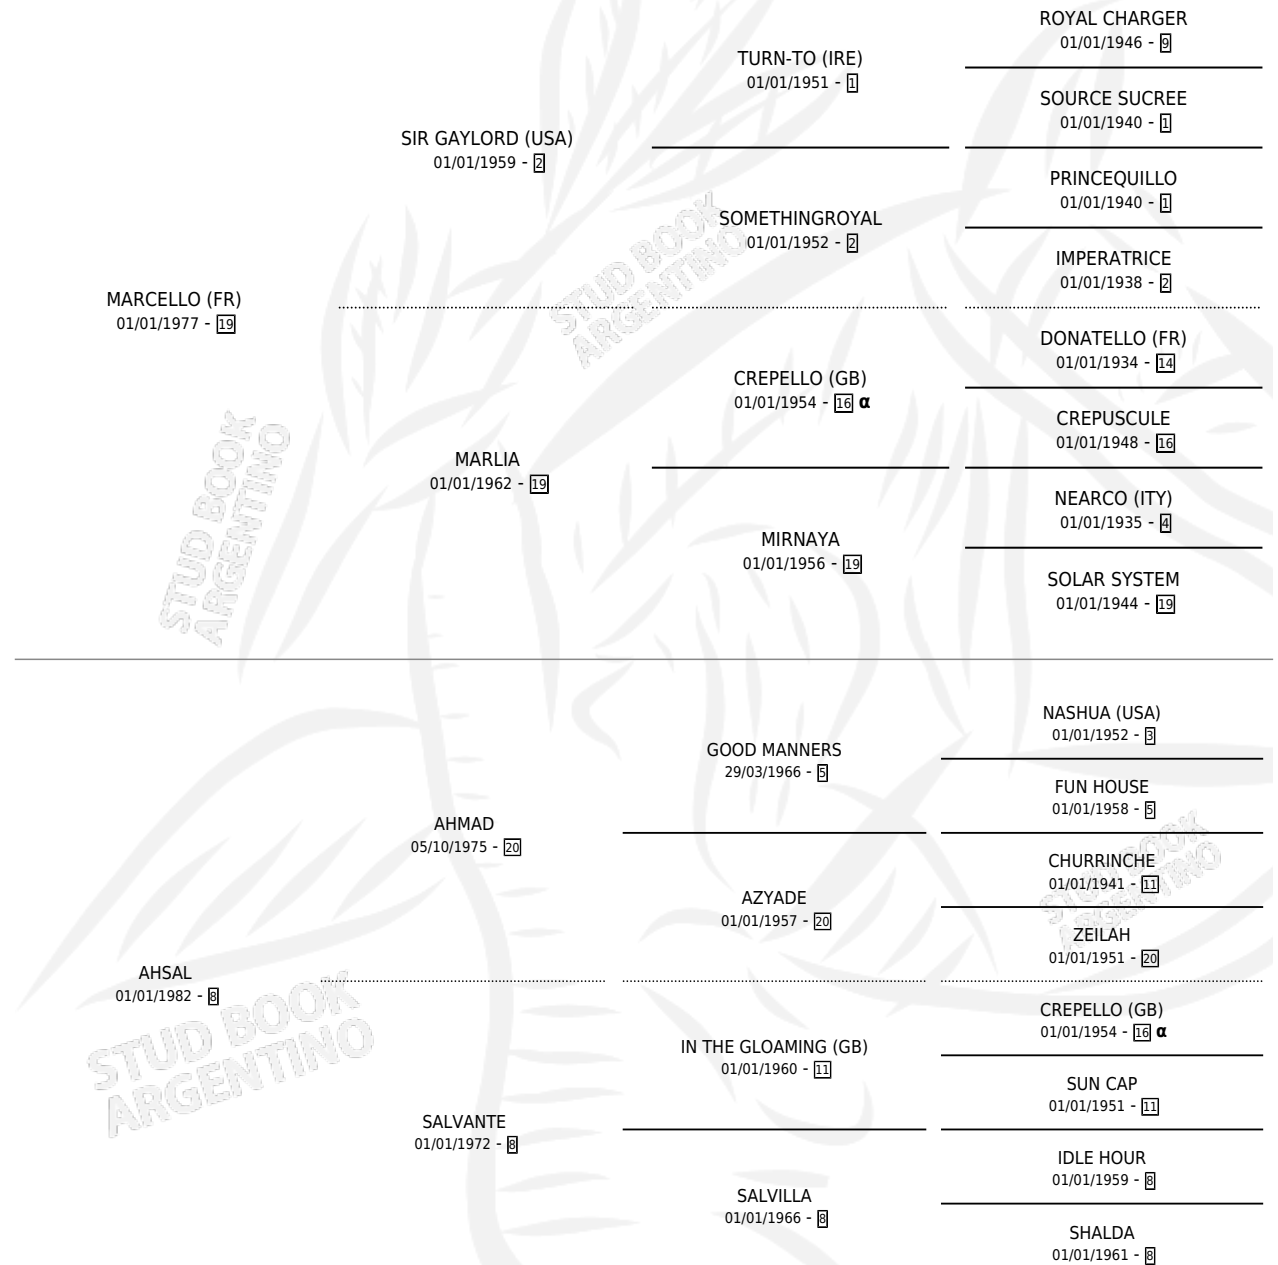 ROYAL CHARGER
01/01/1946 - 9
TURN-TO (IRE)
01/01/1951 - 1
SOURCE SUCREE
01/01/1940 - 1
SIR GAYLORD (USA)
01/01/1959 - 2
PRINCEQUILLO
01/01/1940 - 1
SOMETHINGROYAL
01/01/1952 - 2
IMPERATRICE
01/01/1938 - 2
MARCELLO (FR)
01/01/1977 - 19
DONATELLO (FR)
01/01/1934 - 14
CREPELLO (GB)
01/01/1954 - 16 α
CREPUSCULE
01/01/1948 - 16
MARLIA
01/01/1962 - 19
NEARCO (ITY)
01/01/1935 - 4
MIRNAYA
01/01/1956 - 19
SOLAR SYSTEM
01/01/1944 - 19
NASHUA (USA)
01/01/1952 - 3
GOOD MANNERS
29/03/1966 - 5
FUN HOUSE
01/01/1958 - 5
AHMAD
05/10/1975 - 20
CHURRINCHE
01/01/1941 - 11
AZYADE
01/01/1957 - 20
ZEILAH
01/01/1951 - 20
AHSAL
01/01/1982 - 8
CREPELLO (GB)
01/01/1954 - 16 α
IN THE GLOAMING (GB)
01/01/1960 - 11
SUN CAP
01/01/1951 - 11
SALVANTE
01/01/1972 - 8
IDLE HOUR
01/01/1959 - 8
SALVILLA
01/01/1966 - 8
SHALDA
01/01/1961 - 8
STUD BOOK
ARGENTINO
STUD BOOK
ARGENTINO
STUD BOOK
ARGENTINO
STUD BOOK
ARGENTINO